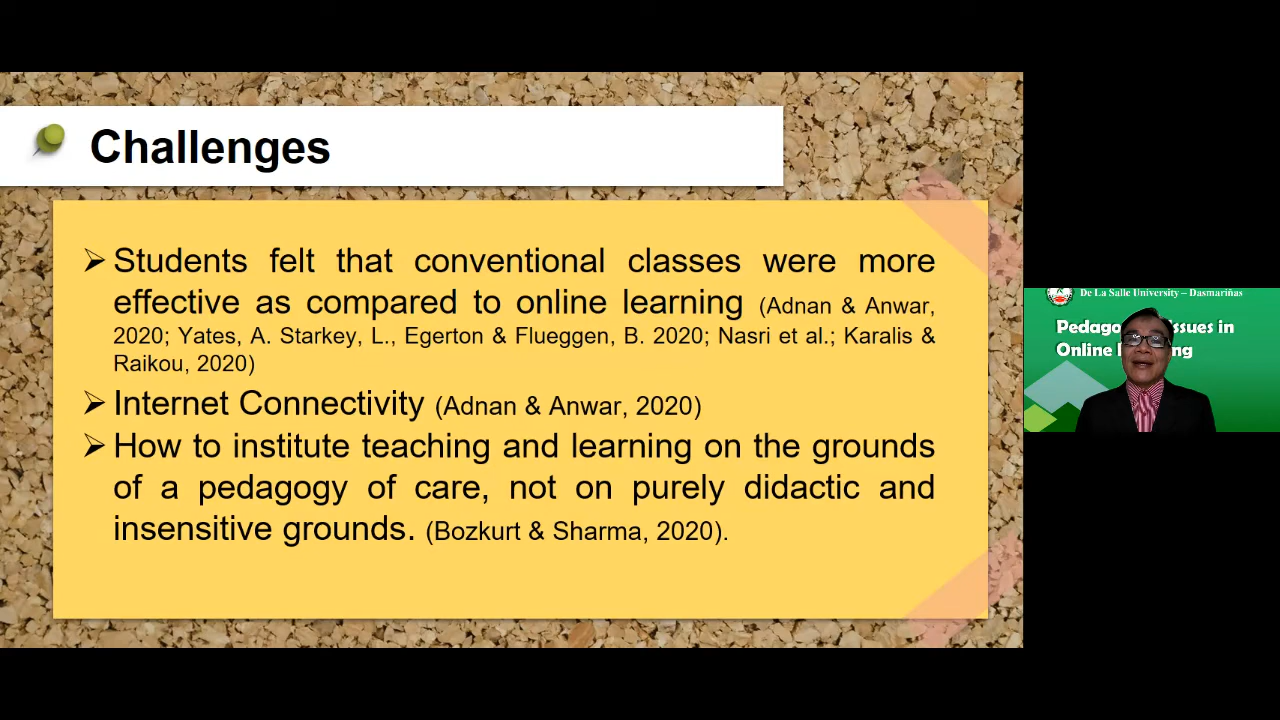 Challenges
➢ Students felt that conventional classes were more
effective as compared to online learning (Adnan & Anwar,
2020; Yates, A. Starkey, L., Egerton & Flueggen, B. 2020; Nasri et al.; Karalis &
Raikou, 2020)
➢ Internet Connectivity (Adnan & Anwar, 2020)
➢ How to institute teaching and learning on the grounds
of a pedagogy of care, not on purely didactic and
insensitive grounds. (Bozkurt & Sharma, 2020).
De La Salle University – Dasmariñas
Issues in
Online